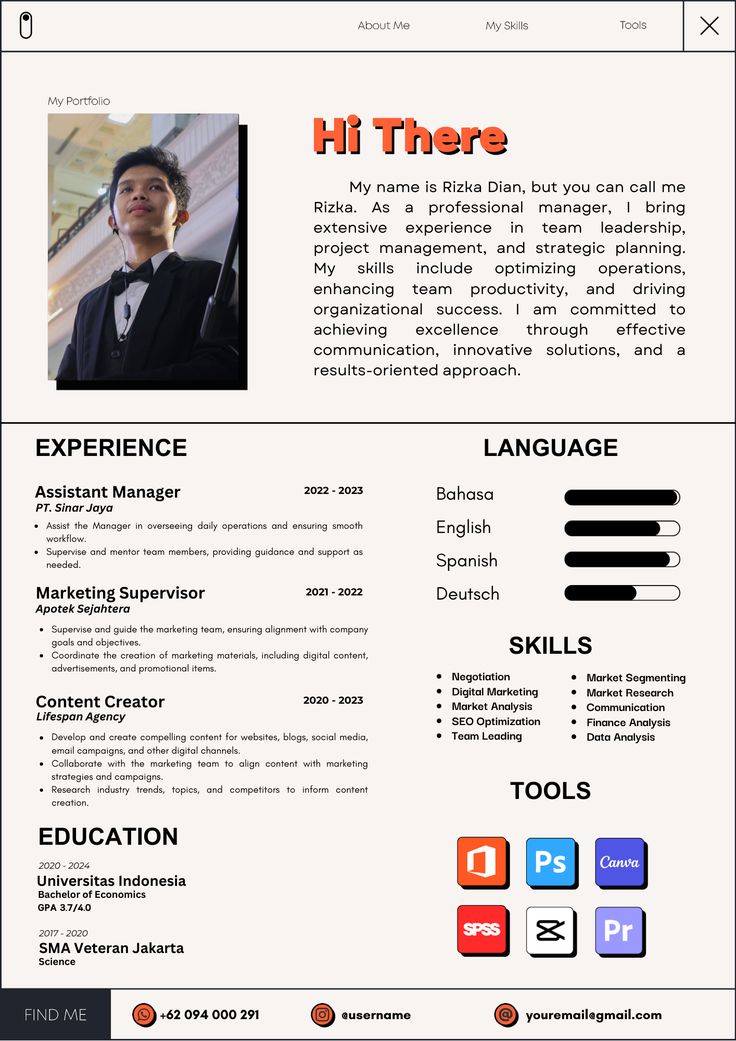 About Me
My Skills
Tools
My Portfolio
Hi There
My name is Rizka Dian, but you can call me
Rizka. As a professional manager, I bring
extensive experience in team leadership,
project management, and strategic planning.
My skills include optimizing operations,
enhancing team productivity, and driving
organizational success. I am committed to
achieving excellence through effective
communication, innovative solutions, and a
results-oriented approach.
EXPERIENCE
Assistant Manager
2022 - 2023
PT. Sinar Jaya
• Assist the Manager in overseeing daily operations and ensuring smooth
workflow.
• Supervise and mentor team members, providing guidance and support as
needed.
Marketing Supervisor
2021 - 2022
Apotek Sejahtera
• Supervise and guide the marketing team, ensuring alignment with company
goals and objectives.
• Coordinate the creation of marketing materials, including digital content,
advertisements, and promotional items.
Content Creator
2020 - 2023
Lifespan Agency
• Develop and create compelling content for websites, blogs, social media,
email campaigns, and other digital channels.
• Collaborate with the marketing team to align content with marketing
strategies and campaigns.
• Research industry trends, topics, and competitors to inform content
creation.
EDUCATION
2020 - 2024
Universitas Indonesia
Bachelor of Economics
GPA 3.7/4.0
2017 - 2020
SMA Veteran Jakarta
Science
LANGUAGE
Bahasa
English
Spanish
Deutsch
SKILLS
• Negotiation
• Digital Marketing
• Market Analysis
• SEO Optimization
• Team Leading
• Market Segmenting
• Market Research
• Communication
• Finance Analysis
• Data Analysis
TOOLS
Ps
Canva
SPSS
Pr
FIND ME
+62 094 000 291
@username
@
youremail@gmail.com